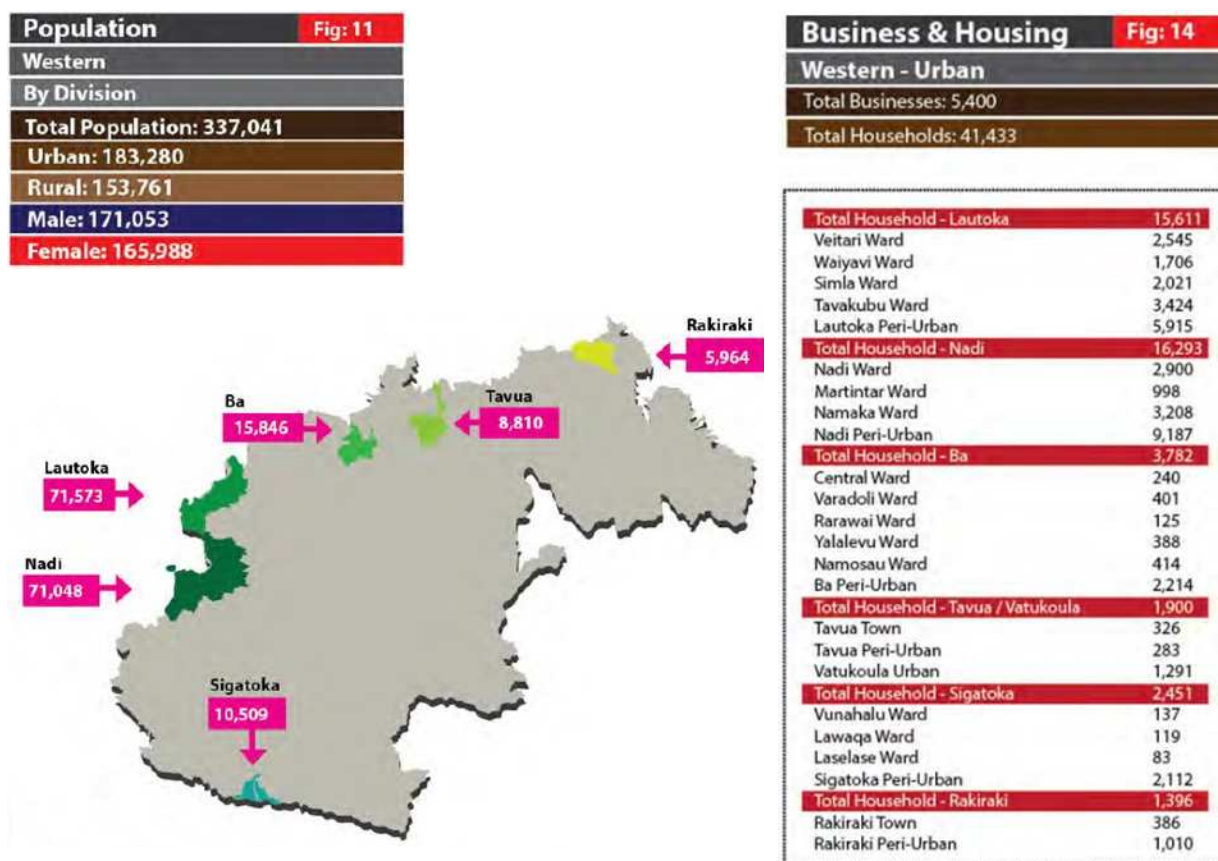 Population Fig: 11
Western
By Division
Total Population: 337,041
Urban: 183,280
Rural: 153,761
Male: 171,053
Female: 165,988
Rakiraki
5,964
Tavua
8,810
Ba
15,846
Lautoka
71,573
Nadi
71,048
Sigatoka
10,509
Business & Housing Fig: 14
Western - Urban
Total Businesses: 5,400
Total Households: 41,433
Total Household - Lautoka 15,611
Veitari Ward 2,545
Waiyavi Ward 1,706
Simla Ward 2,021
Tavakubu Ward 3,424
Lautoka Peri-Urban 5,915
Total Household - Nadi 16,293
Nadi Ward 2,900
Martintar Ward 998
Namaka Ward 3,208
Nadi Peri-Urban 9,187
Total Household - Ba 3,782
Central Ward 240
Varadoli Ward 401
Rarawai Ward 125
Yalalevu Ward 388
Namosau Ward 414
Ba Peri-Urban 2,214
Total Household - Tavua / Vatukoula 1,900
Tavua Town 326
Tavua Peri-Urban 283
Vatukoula Urban 1,291
Total Household - Sigatoka 2,451
Vunahalu Ward 137
Lawaqa Ward 119
Laselase Ward 83
Sigatoka Peri-Urban 2,112
Total Household - Rakiraki 1,396
Rakiraki Town 386
Rakiraki Peri-Urban 1,010